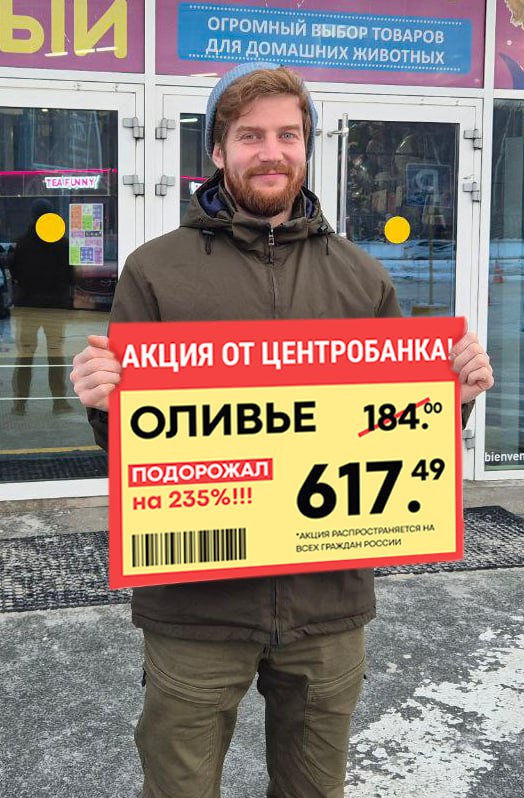 ЫЙ
ОГРОМНЫЙ ВЫБОР ТОВАРОВ
ДЛЯ ДОМАШНИХ ЖИВОТНЫХ
TEA FUNNY
Я
АКЦИЯ ОТ ЦЕНТРОБАНКА!
ОЛИВЬЕ
184.00
ПОДОРОЖАЛ
на 235%!!!
617.49
*АКЦИЯ РАСПРОСТРАНЯЕТСЯ НА
ВСЕХ ГРАЖДАН РОССИИ
bienven